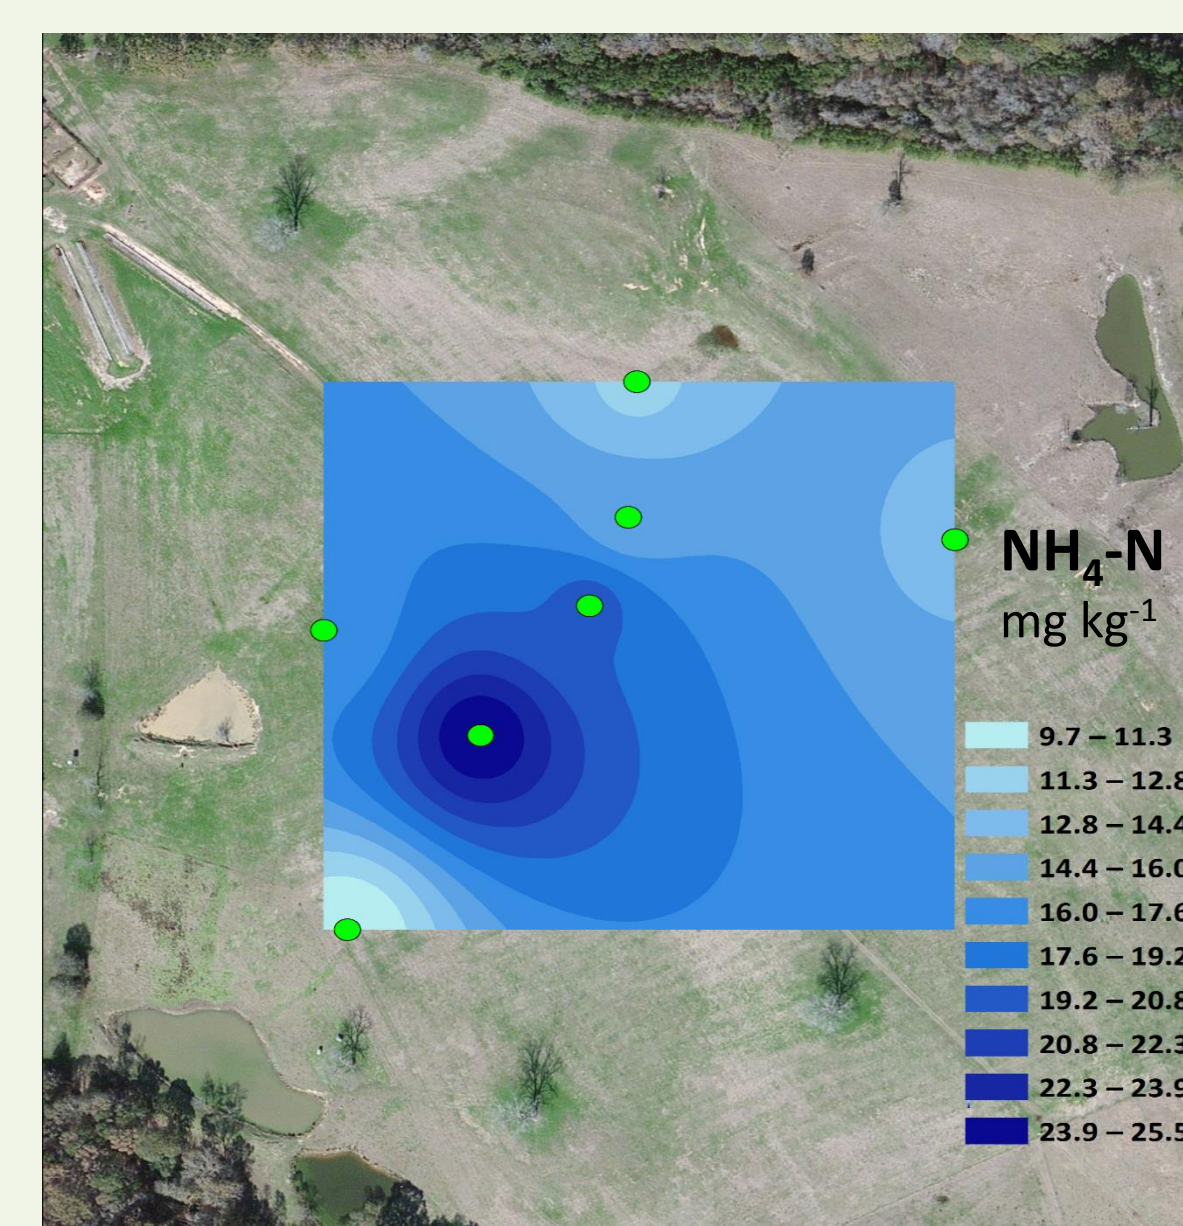 NH₄-N
mg kg⁻¹
9.7 – 11.3
11.3 – 12.8
12.8 – 14.4
14.4 – 16.0
16.0 – 17.6
17.6 – 19.2
19.2 – 20.8
20.8 – 22.3
22.3 – 23.9
23.9 – 25.5